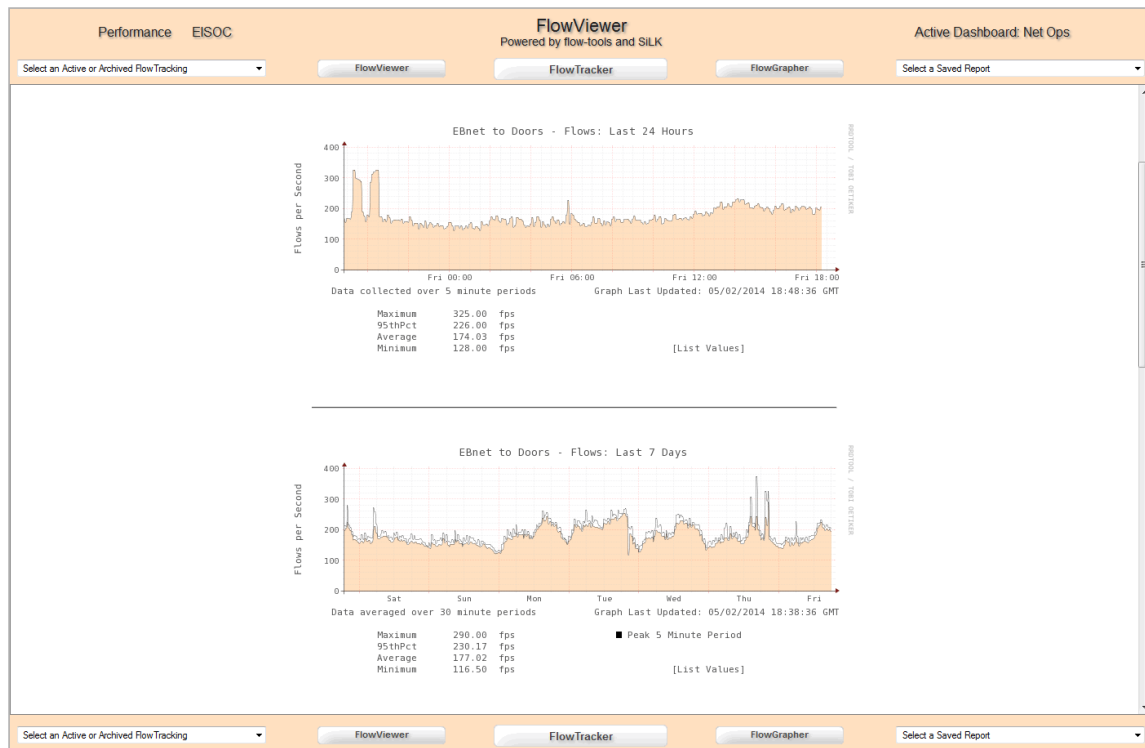 Performance EISOC
FlowViewer
Powered by flow-tools and SiLK
Active Dashboard: Net Ops
Select an Active or Archived FlowTracking
FlowViewer
FlowTracker
FlowGrapher
Select a Saved Report
EBnet to Doors - Flows: Last 24 Hours
RRDTOOL / TOBI OETIKER
Flows per Second
400
300
200
100
0
Fri 00:00 Fri 06:00 Fri 12:00 Fri 18:00
Data collected over 5 minute periods Graph Last Updated: 05/02/2014 18:48:36 GMT
Maximum 325.00 fps
95thPct 226.00 fps
Average 174.03 fps
Minimum 128.00 fps [List Values]
EBnet to Doors - Flows: Last 7 Days
RRDTOOL / TOBI OETIKER
Flows per Second
400
300
200
100
0
Sat Sun Mon Tue Wed Thu Fri
Data averaged over 30 minute periods Graph Last Updated: 05/02/2014 18:38:36 GMT
Maximum 290.00 fps Peak 5 Minute Period
95thPct 230.17 fps
Average 177.02 fps
Minimum 116.50 fps [List Values]
Select an Active or Archived FlowTracking
FlowViewer
FlowTracker
FlowGrapher
Select a Saved Report